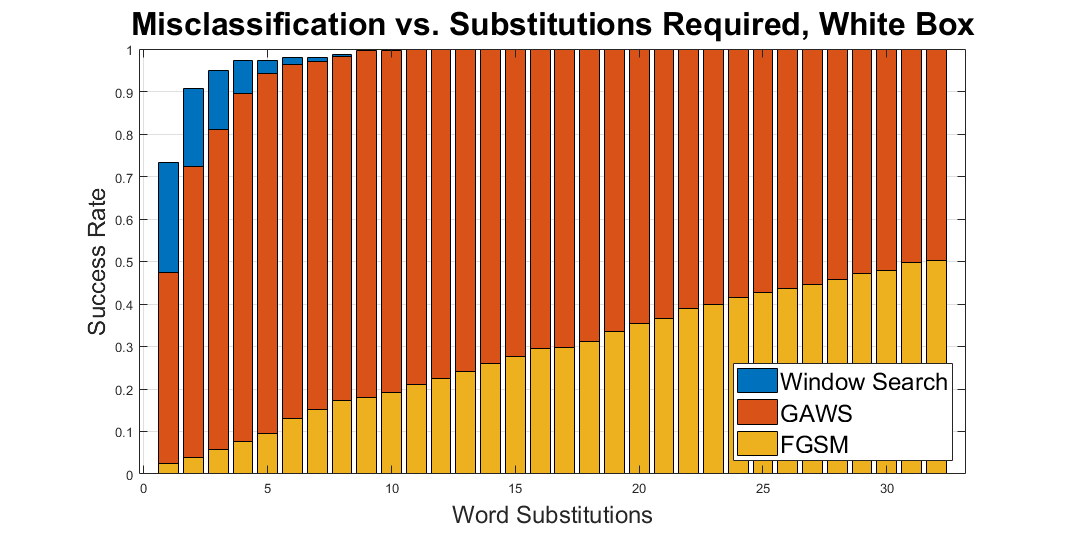 Misclassification vs. Substitutions Required, White Box
1
0.9
0.8
0.7
0.6
0.5
0.4
0.3
0.2
0.1
0
Success Rate
Window Search
GAWS
FGSM
0 5 10 15 20 25 30
Word Substitutions